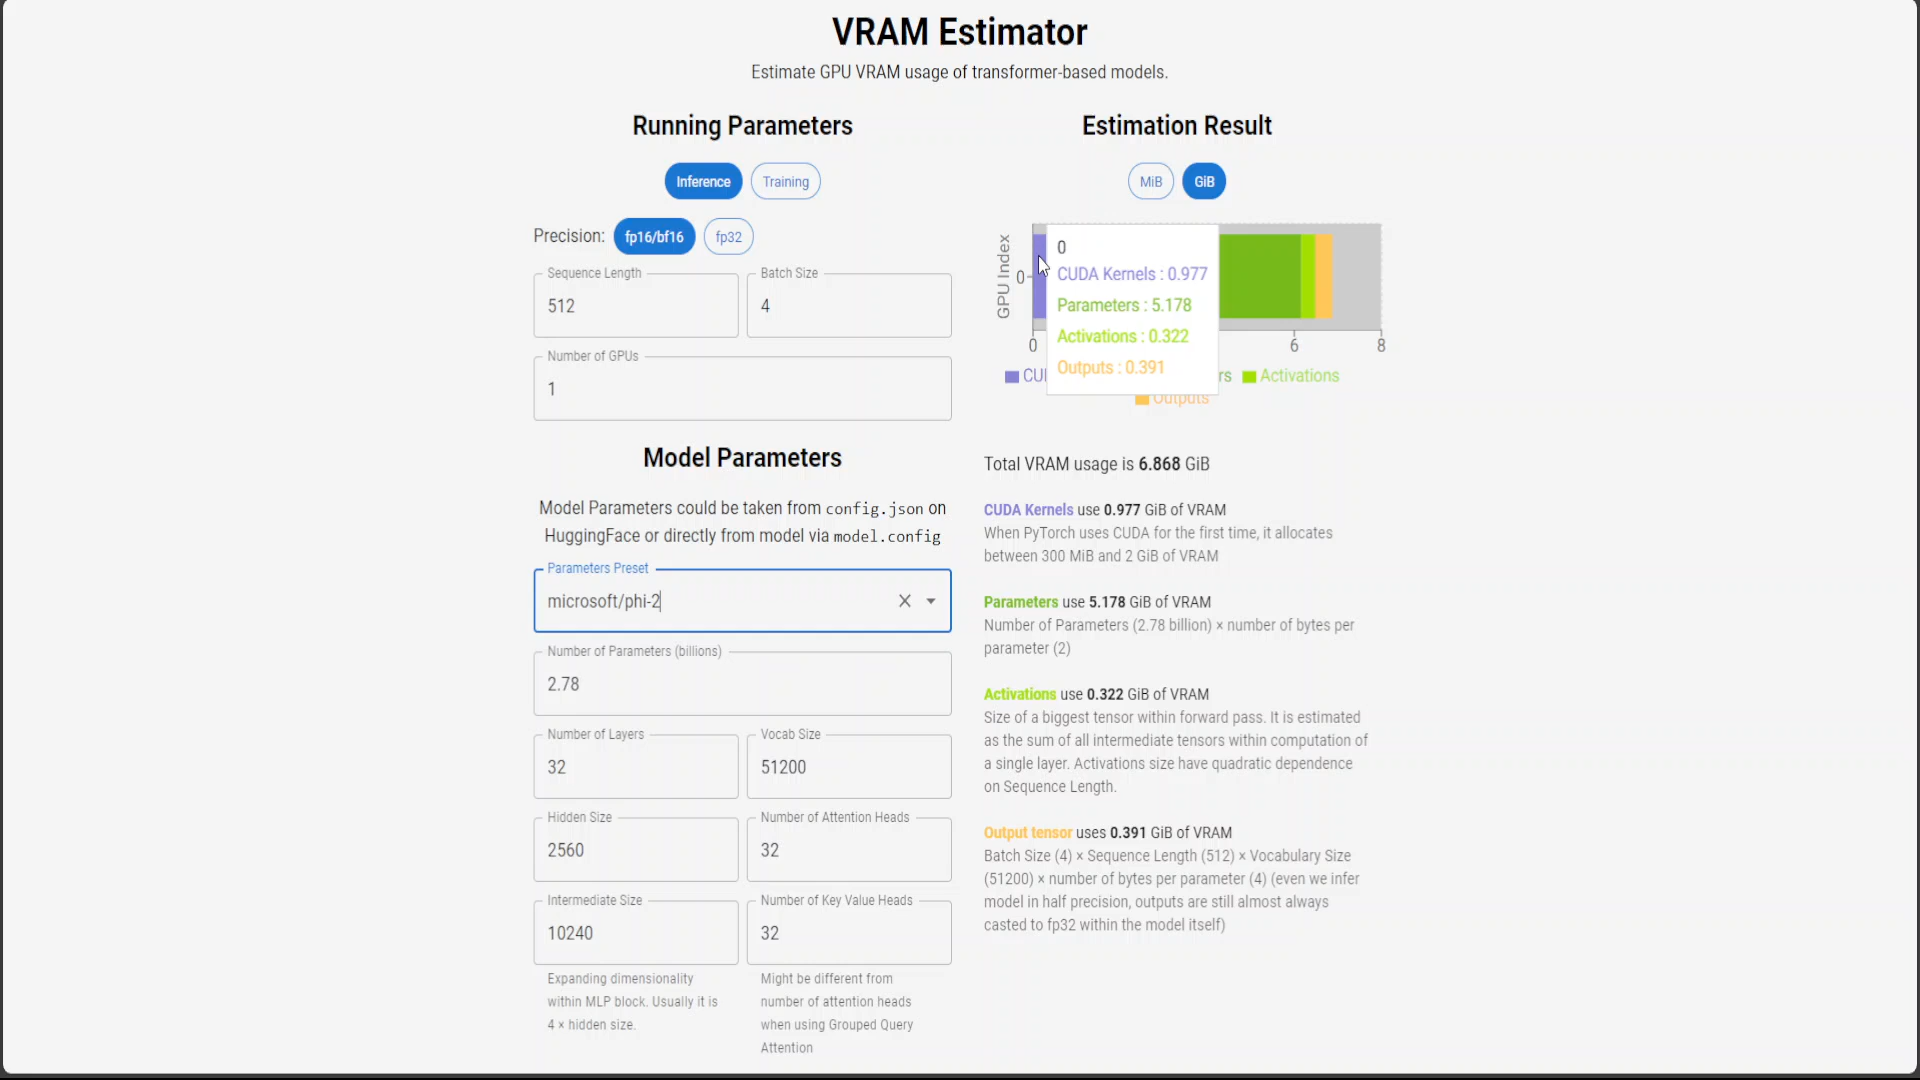 VRAM Estimator
Estimate GPU VRAM usage of transformer-based models.
Running Parameters
Inference
Training
Precision:
fp16/bf16
fp32
Sequence Length
512
Batch Size
4
Number of GPUs
1
Model Parameters
Model Parameters could be taken from config.json on
HuggingFace or directly from model via model.config
Parameters Preset
microsoft/phi-2
Number of Parameters (billions)
2.78
Number of Layers
32
Vocab Size
51200
Hidden Size
2560
Number of Attention Heads
32
Intermediate Size
10240
Number of Key Value Heads
32
Expanding dimensionality
within MLP block. Usually it is
4 × hidden size.
Might be different from
number of attention heads
when using Grouped Query
Attention
Estimation Result
MiB
GiB
GPU Index
0
0
CUDA Kernels : 0.977
Parameters : 5.178
Activations : 0.322
Outputs : 0.391
0
6
8
CU
rs
Activations
Outputs
Total VRAM usage is 6.868 GiB
CUDA Kernels use 0.977 GiB of VRAM
When PyTorch uses CUDA for the first time, it allocates
between 300 MiB and 2 GiB of VRAM
Parameters use 5.178 GiB of VRAM
Number of Parameters (2.78 billion) × number of bytes per
parameter (2)
Activations use 0.322 GiB of VRAM
Size of a biggest tensor within forward pass. It is estimated
as the sum of all intermediate tensors within computation of
a single layer. Activations size have quadratic dependence
on Sequence Length.
Output tensor uses 0.391 GiB of VRAM
Batch Size (4) × Sequence Length (512) × Vocabulary Size
(51200) × number of bytes per parameter (4) (even we infer
model in half precision, outputs are still almost always
casted to fp32 within the model itself)